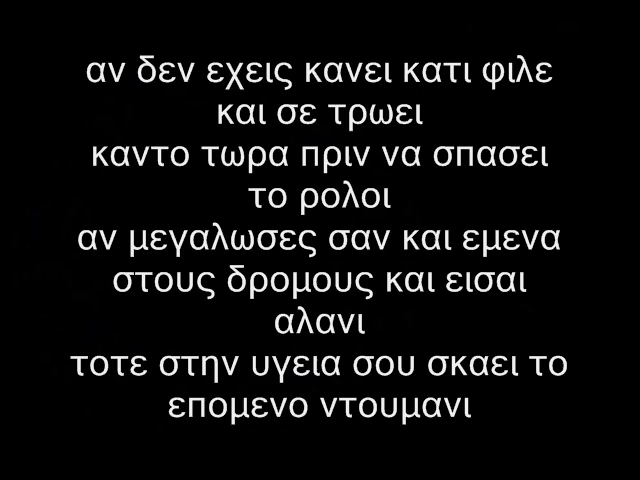 αν δεν εχεις κανει κατι φιλε
και σε τρωει
καντο τωρα πριν να σπασει
το ρολοι
αν μεγαλωσες σαν και εμενα
στους δρομους και εισαι
αλανι
τοτε στην υγεια σου σκαει το
επομενο ντουμανι